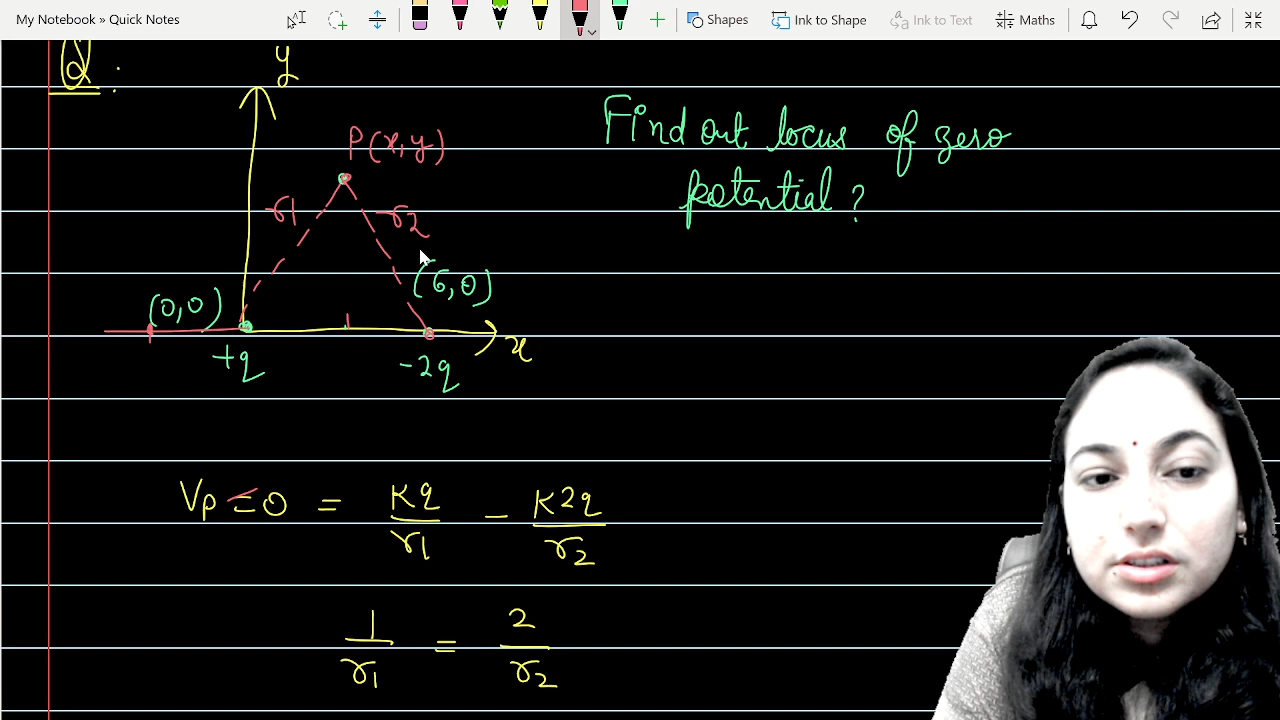 My Notebook » Quick Notes
Shapes
Ink to Shape
Ink to Text
Maths
Q :
y
P(x,y)
r1
r2
(0,0)
(6,0)
+q
-2q
x
Find out locus of zero
potential?
Vp = 0 = Kq/r1 - K2q/r2
1/r1 = 2/r2